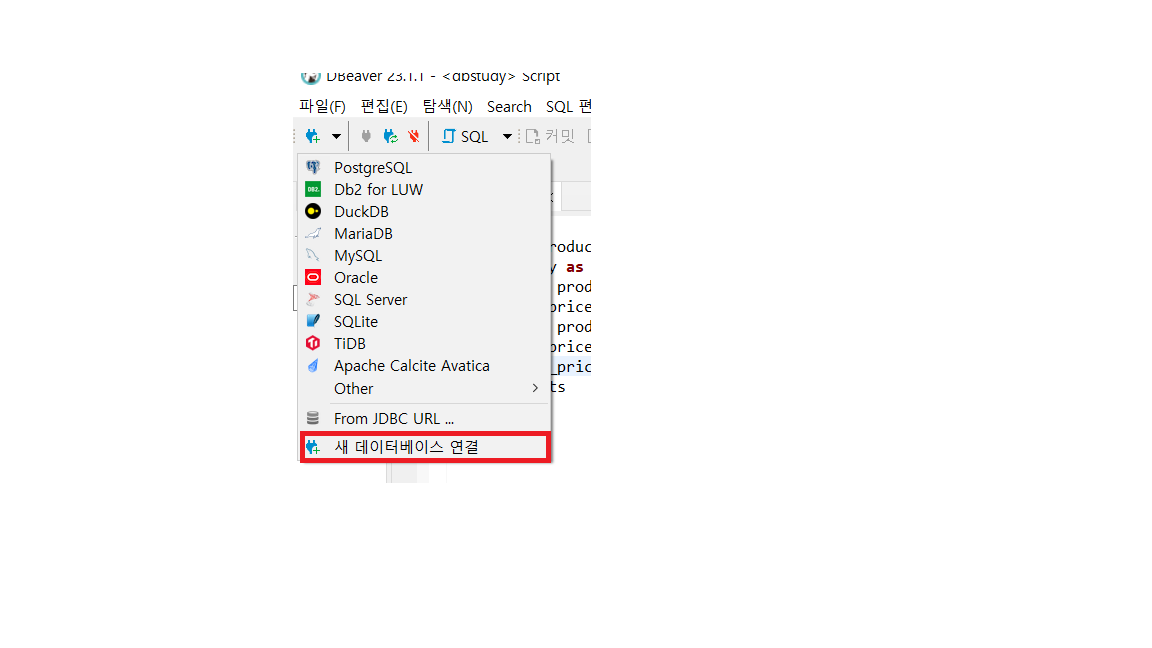 DBeaver 23.1.1 - <dbstudy> Script
파일(F) 편집(E) 탐색(N) Search SQL 편
SQL 커밋
PostgreSQL
DB2. Db2 for LUW
DuckDB
MariaDB
MySQL
Oracle
SQL Server
SQLite
TiDB
Apache Calcite Avatica
Other
From JDBC URL ...
새 데이터베이스 연결
roduc
y as
prod
price
prod
price
_pric
ts